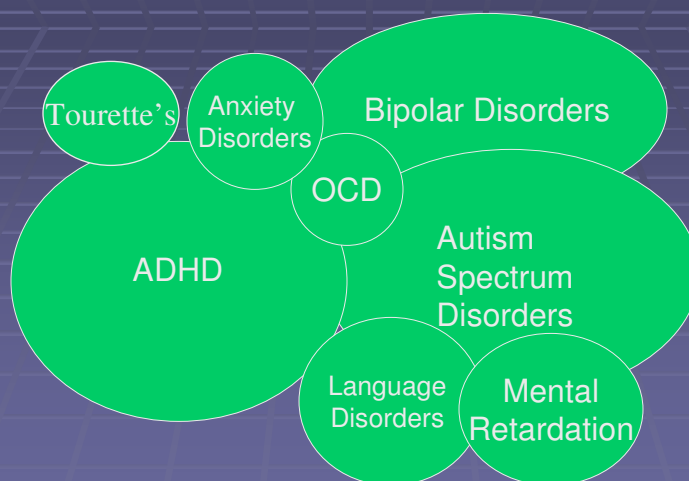 Tourette's
Anxiety
Disorders
Bipolar Disorders
OCD
ADHD
Autism
Spectrum
Disorders
Language
Disorders
Mental
Retardation